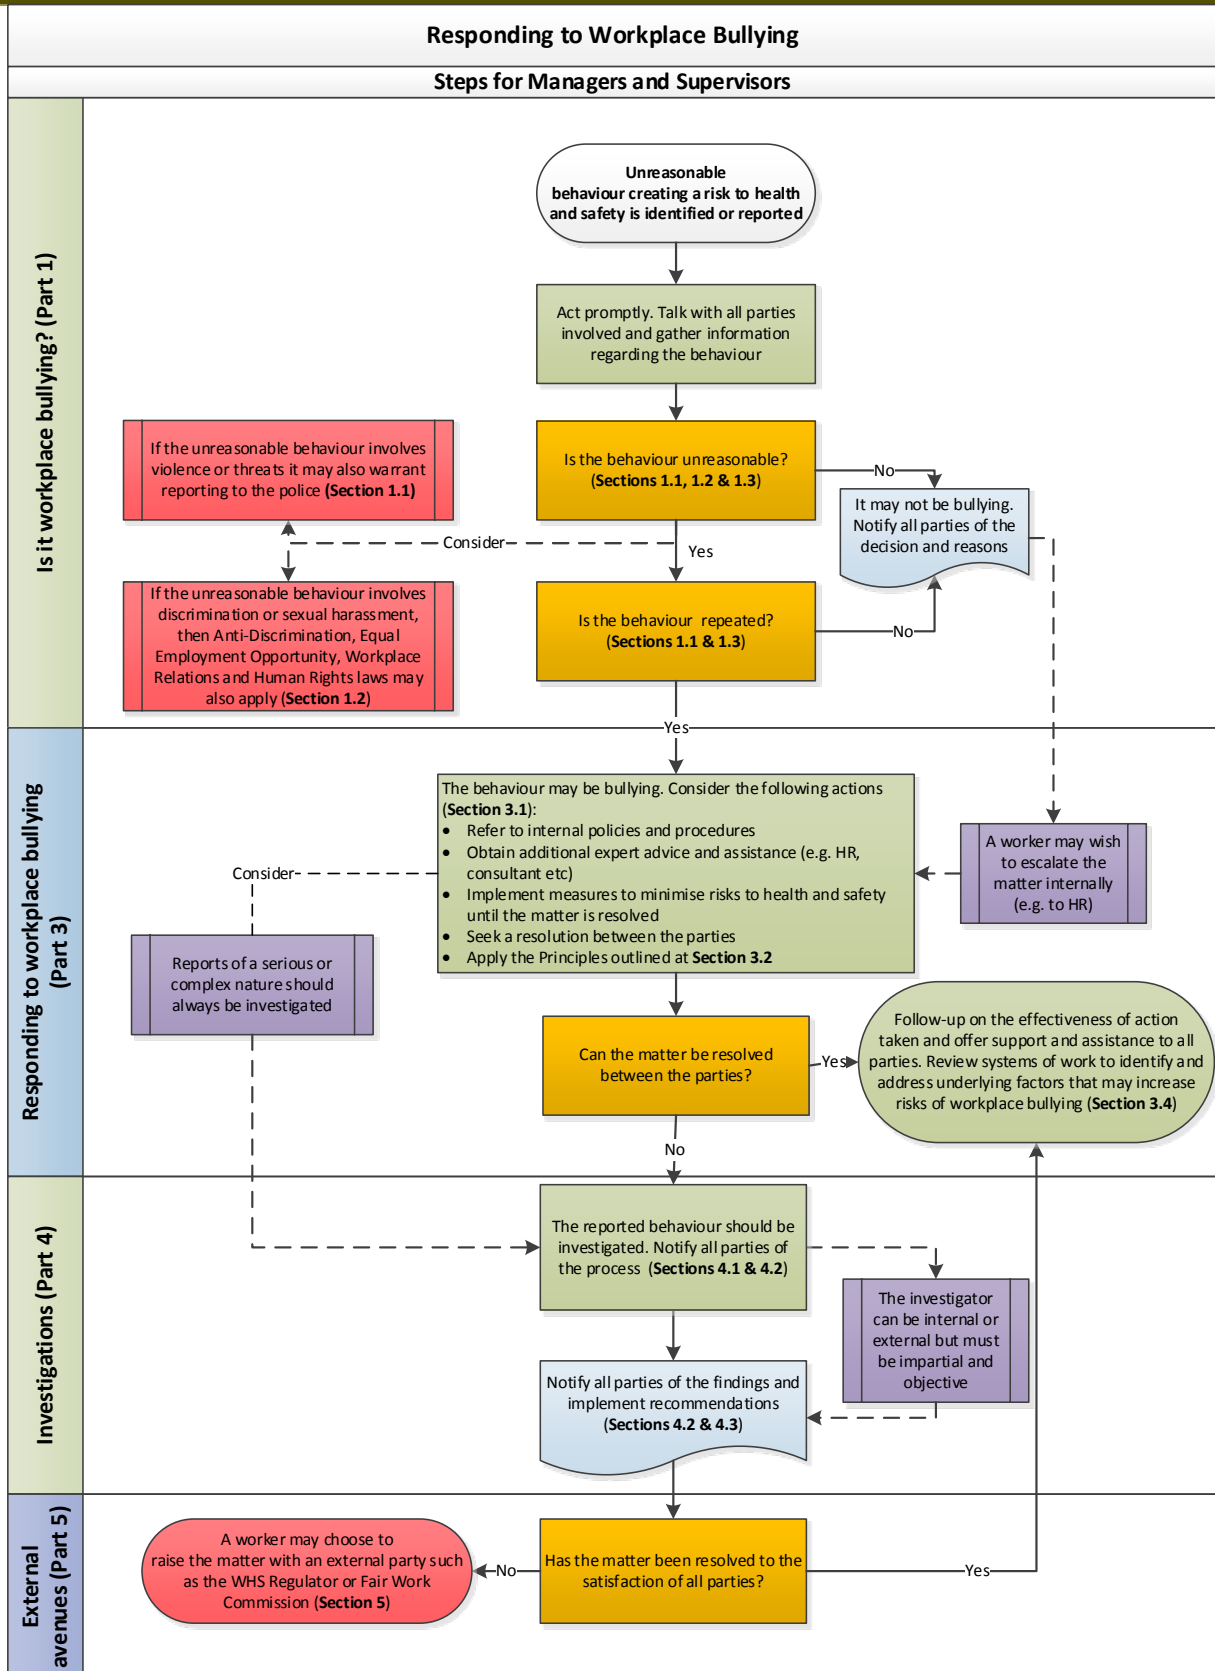 Responding to Workplace Bullying
Steps for Managers and Supervisors
Is it workplace bullying? (Part 1)
Unreasonable
behaviour creating a risk to health
and safety is identified or reported
Act promptly. Talk with all parties
involved and gather information
regarding the behaviour
If the unreasonable behaviour involves
violence or threats it may also warrant
reporting to the police (Section 1.1)
Is the behaviour unreasonable?
(Sections 1.1, 1.2 & 1.3)
No
It may not be bullying.
Notify all parties of the
decision and reasons
Consider
Yes
If the unreasonable behaviour involves
discrimination or sexual harassment,
then Anti-Discrimination, Equal
Employment Opportunity, Workplace
Relations and Human Rights laws may
also apply (Section 1.2)
Is the behaviour repeated?
(Sections 1.1 & 1.3)
No
Yes
Responding to workplace bullying
(Part 3)
The behaviour may be bullying. Consider the following actions
(Section 3.1):
• Refer to internal policies and procedures
• Obtain additional expert advice and assistance (e.g. HR,
consultant etc)
• Implement measures to minimise risks to health and safety
until the matter is resolved
• Seek a resolution between the parties
• Apply the Principles outlined at Section 3.2
A worker may wish
to escalate the
matter internally
(e.g. to HR)
Consider
Reports of a serious or
complex nature should
always be investigated
Can the matter be resolved
between the parties?
Yes
Follow-up on the effectiveness of action
taken and offer support and assistance to all
parties. Review systems of work to identify and
address underlying factors that may increase
risks of workplace bullying (Section 3.4)
No
Investigations (Part 4)
The reported behaviour should be
investigated. Notify all parties of
the process (Sections 4.1 & 4.2)
The investigator
can be internal or
external but must
be impartial and
objective
Notify all parties of the findings and
implement recommendations
(Sections 4.2 & 4.3)
External
avenues (Part 5)
A worker may choose to
raise the matter with an external party such
as the WHS Regulator or Fair Work
Commission (Section 5)
No
Has the matter been resolved to the
satisfaction of all parties?
Yes